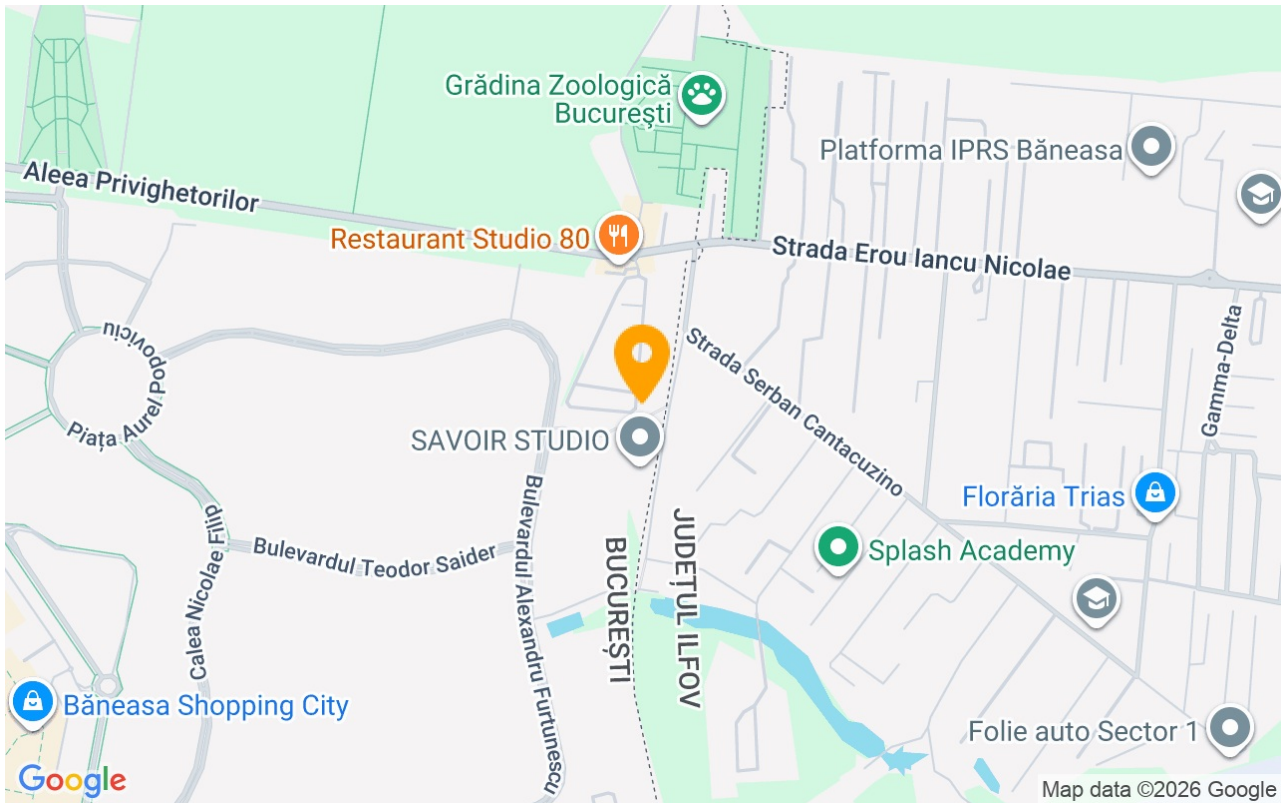 Grădina Zoologică
București
Platforma IPRS Băneasa
Aleea Privighetorilor
Restaurant Studio 80
Strada Erou Iancu Nicolae
Piața Aurel Popoviciu
Strada Serban Cantacuzino
Gamma-Delta
SAVOIR STUDIO
Florăria Trias
Calea Nicolae Filip
Bulevardul Teodor Saider
Bulevardul Alexandru Furtunescu
BUCUREȘTI
JUDEȚUL ILFOV
Splash Academy
Băneasa Shopping City
Folie auto Sector 1
Google
Map data ©2026 Google